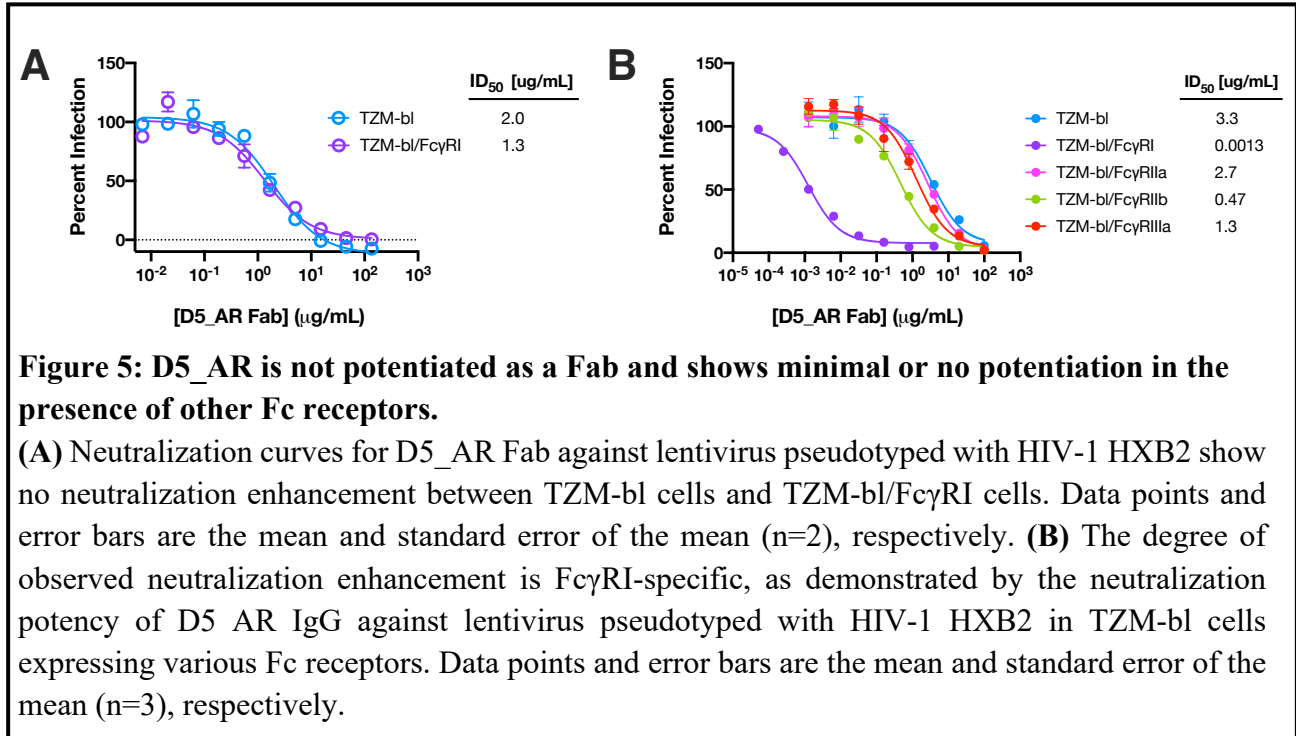 A
150
100
50
0
Percent Infection
10-2 10-1 100 101 102 103
[D5_AR Fab] (μg/mL)
ID50 [ug/mL]
TZM-bl 2.0
TZM-bl/FcγRI 1.3
B
150
100
50
0
Percent Infection
10-5 10-4 10-3 10-2 10-1 100 101 102 103
[D5_AR Fab] (μg/mL)
ID50 [ug/mL]
TZM-bl 3.3
TZM-bl/FcγRI 0.0013
TZM-bl/FcγRIIa 2.7
TZM-bl/FcγRIIb 0.47
TZM-bl/FcγRIIIa 1.3
Figure 5: D5_AR is not potentiated as a Fab and shows minimal or no potentiation in the
presence of other Fc receptors.
(A) Neutralization curves for D5_AR Fab against lentivirus pseudotyped with HIV-1 HXB2 show
no neutralization enhancement between TZM-bl cells and TZM-bl/FcγRI cells. Data points and
error bars are the mean and standard error of the mean (n=2), respectively. (B) The degree of
observed neutralization enhancement is FcγRI-specific, as demonstrated by the neutralization
potency of D5 AR IgG against lentivirus pseudotyped with HIV-1 HXB2 in TZM-bl cells
expressing various Fc receptors. Data points and error bars are the mean and standard error of the
mean (n=3), respectively.